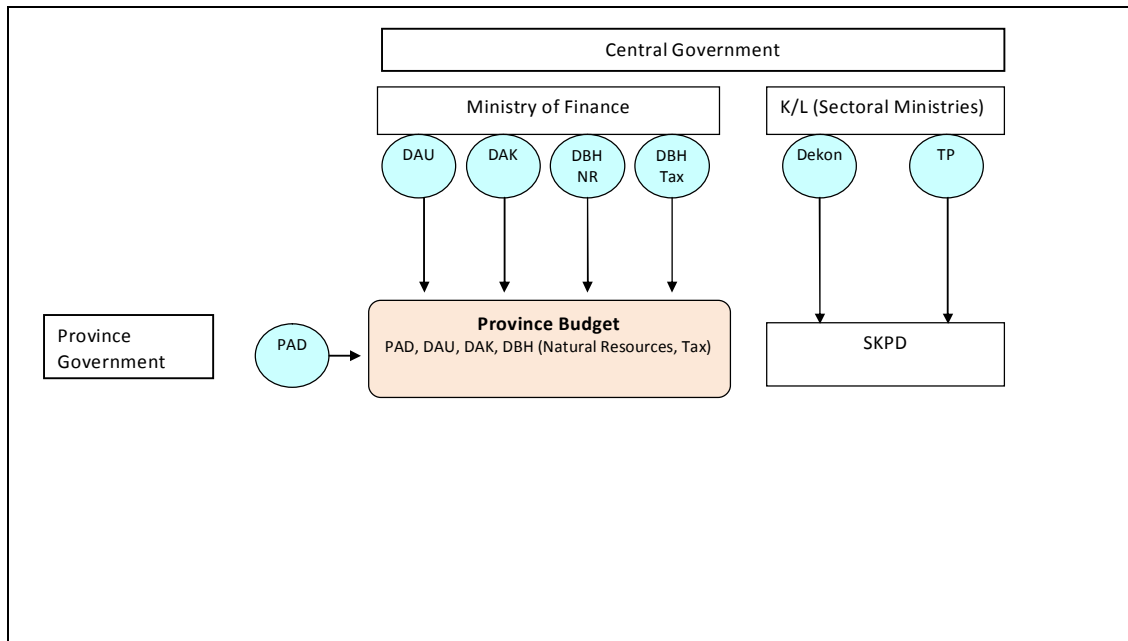 Central Government
Ministry of Finance
K/L (Sectoral Ministries)
DAU
DAK
DBH
NR
DBH
Tax
Dekon
TP
Province
Government
PAD
Province Budget
PAD, DAU, DAK, DBH (Natural Resources, Tax)
SKPD